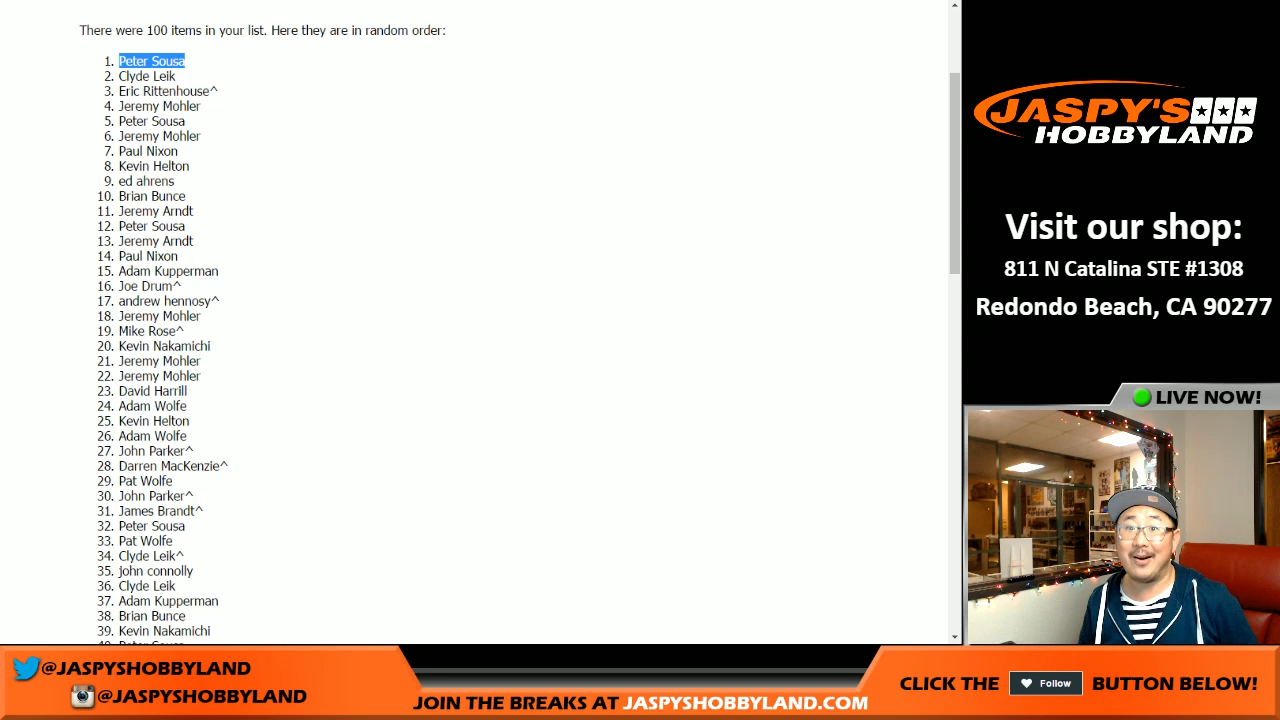 There were 100 items in your list. Here they are in random order:
1. Peter Sousa
2. Clyde Leik
3. Eric Rittenhouse^
4. Jeremy Mohler
5. Peter Sousa
6. Jeremy Mohler
7. Paul Nixon
8. Kevin Helton
9. ed ahrens
10. Brian Bunce
11. Jeremy Arndt
12. Peter Sousa
13. Jeremy Arndt
14. Paul Nixon
15. Adam Kupperman
16. Joe Drum^
17. andrew hennosy^
18. Jeremy Mohler
19. Mike Rose^
20. Kevin Nakamichi
21. Jeremy Mohler
22. Jeremy Mohler
23. David Harrill
24. Adam Wolfe
25. Kevin Helton
26. Adam Wolfe
27. John Parker^
28. Darren MacKenzie^
29. Pat Wolfe
30. John Parker^
31. James Brandt^
32. Peter Sousa
33. Pat Wolfe
34. Clyde Leik^
35. john connolly
36. Clyde Leik
37. Adam Kupperman
38. Brian Bunce
39. Kevin Nakamichi
JASPY'S
HOBBYLAND
Visit our shop:
811 N Catalina STE #1308
Redondo Beach, CA 90277
LIVE NOW!
@JASPYSHOBBYLAND
@JASPYSHOBBYLAND
JOIN THE BREAKS AT JASPYSHOBBYLAND.COM
CLICK THE Follow BUTTON BELOW!